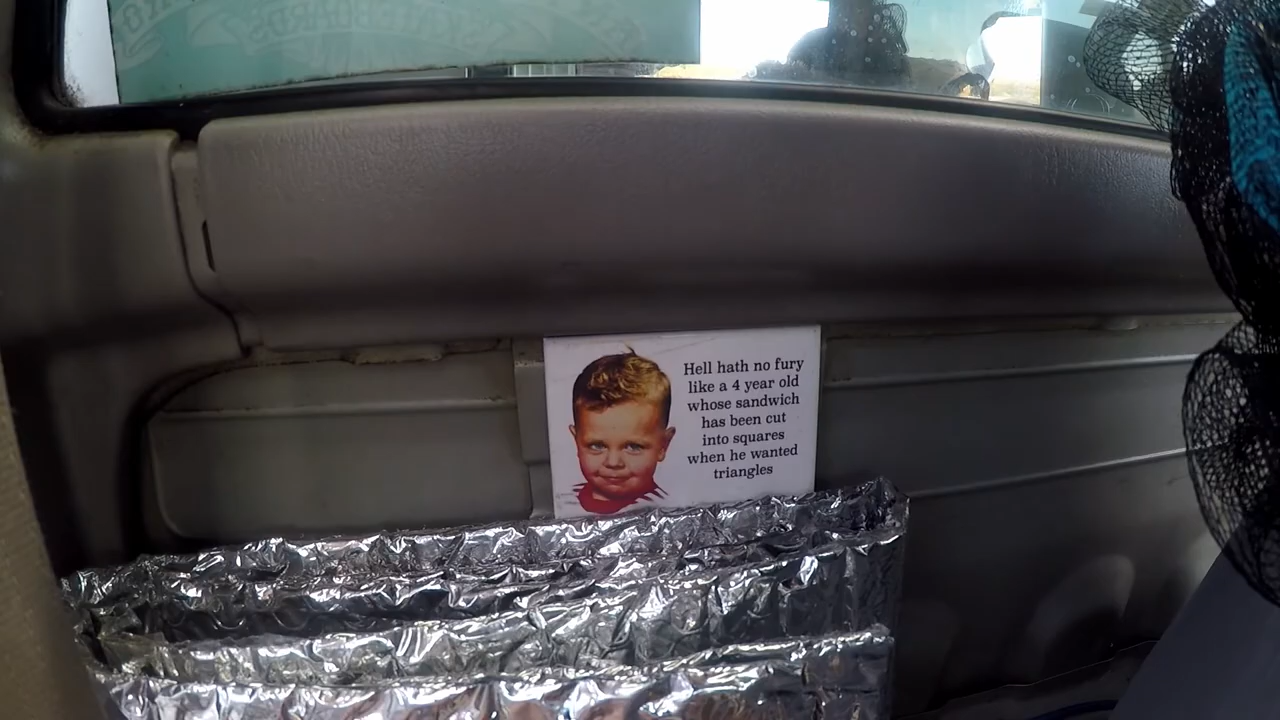 SKATEBOARDS
Hell hath no fury
like a 4 year old
whose sandwich
has been cut
into squares
when he wanted
triangles